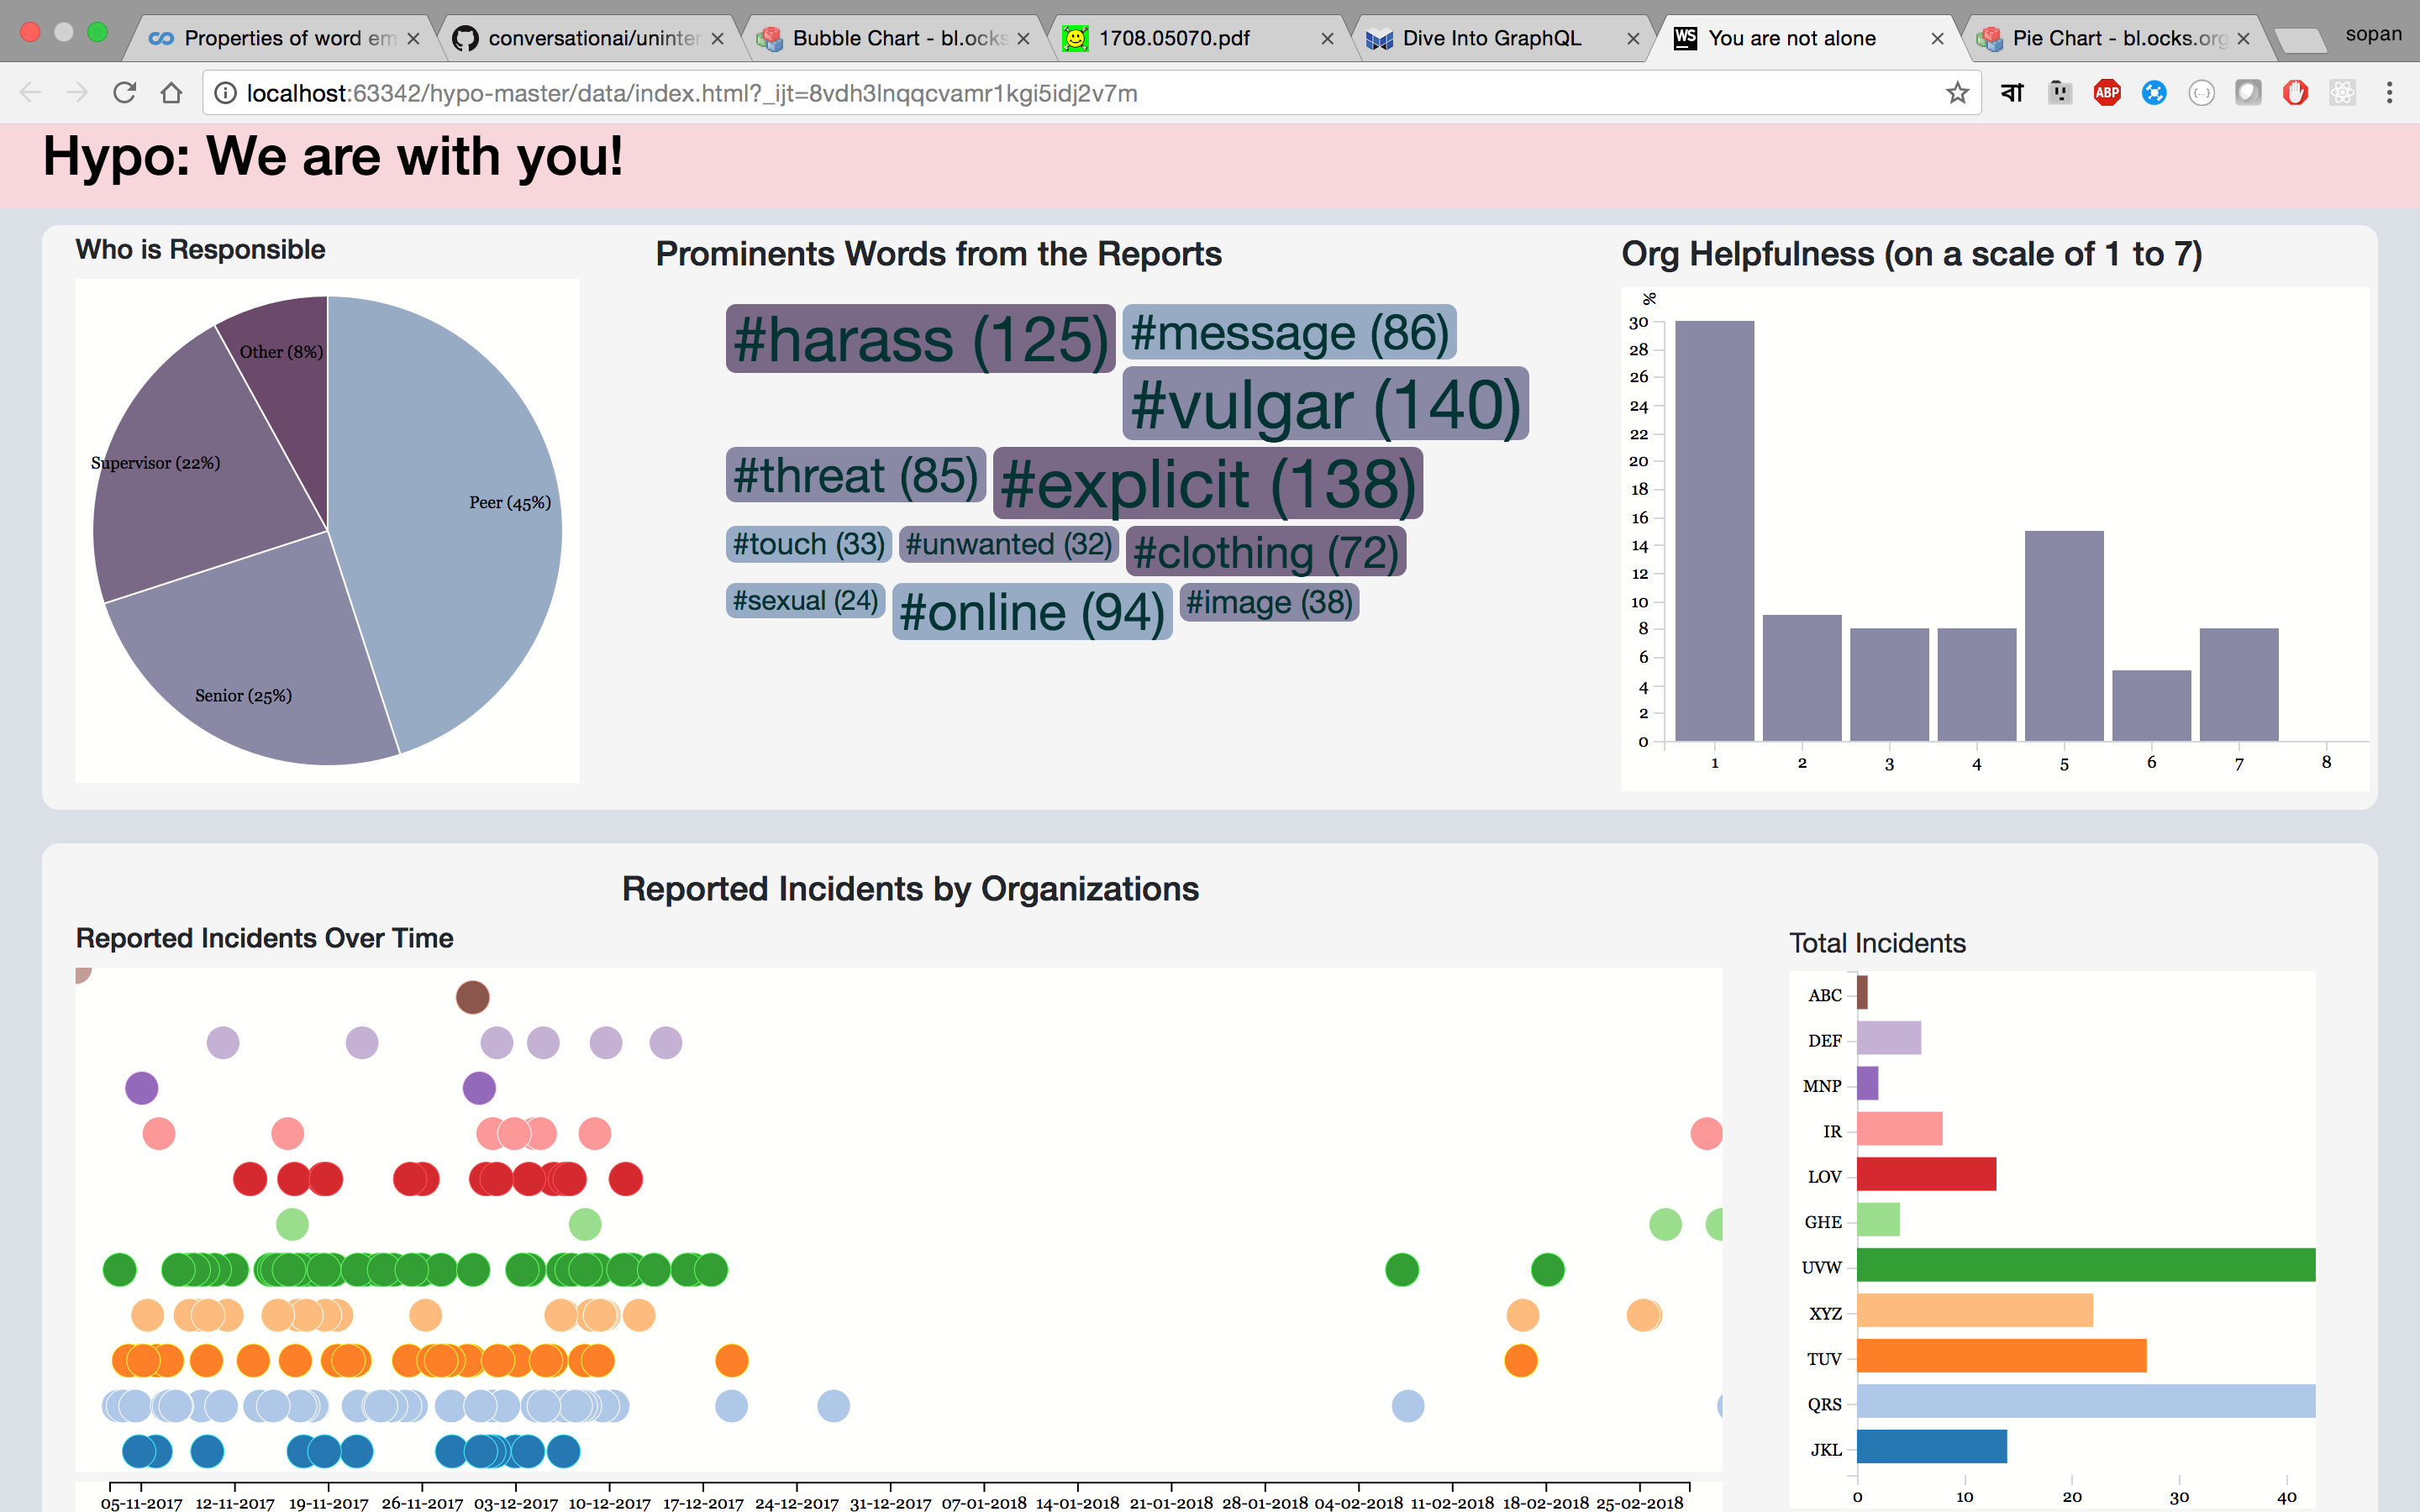 Properties of word em
conversationai/uninter
Bubble Chart - bl.ocks
1708.05070.pdf
Dive Into GraphQL
WS
You are not alone
Pie Chart - bl.ocks.org
sopan
localhost:63342/hypo-master/data/index.html?_ijt=8vdh3lnqqcvamr1kgi5idj2v7m
বা
ABP
Hypo: We are with you!
Who is Responsible
Other (8%)
Supervisor (22%)
Peer (45%)
Senior (25%)
Prominents Words from the Reports
#harass (125) #message (86)
#vulgar (140)
#threat (85) #explicit (138)
#touch (33) #unwanted (32) #clothing (72)
#sexual (24) #online (94) #image (38)
Org Helpfulness (on a scale of 1 to 7)
%
30
28
26
24
22
20
18
16
14
12
10
8
6
4
2
0
1 2 3 4 5 6 7 8
Reported Incidents by Organizations
Reported Incidents Over Time
05-11-2017 12-11-2017 19-11-2017 26-11-2017 03-12-2017 10-12-2017 17-12-2017 24-12-2017 31-12-2017 07-01-2018 14-01-2018 21-01-2018 28-01-2018 04-02-2018 11-02-2018 18-02-2018 25-02-2018
Total Incidents
ABC
DEF
MNP
IR
LOV
GHE
UVW
XYZ
TUV
QRS
JKL
0 10 20 30 40